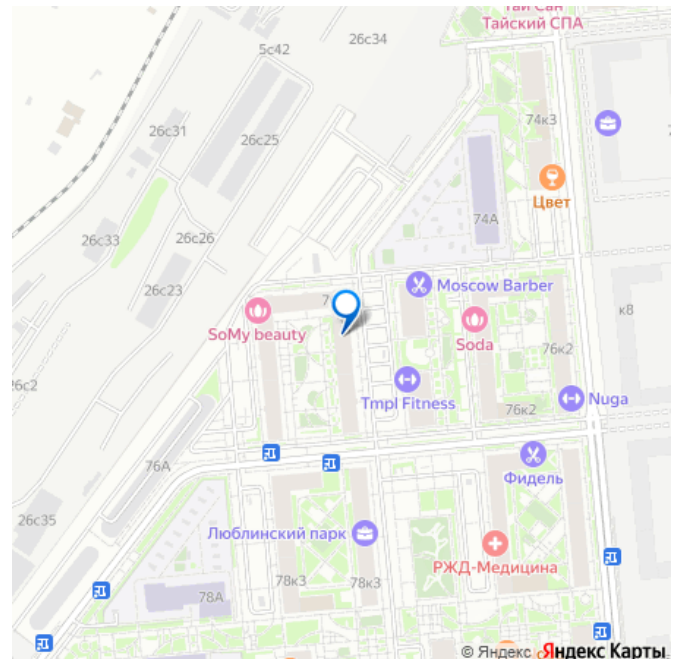 Тай Сан
Тайский СПА
26с34
5с42
26с31
26с25
74к3
Цвет
74А
26с33
26с26
26с23
Moscow Barber
к8
7
SoMy beauty
Soda
76к2
26с2
Tmpl Fitness
76к2
Nuga
76А
Фидель
26с35
Люблинский парк
РЖД-Медицина
78А
78к3
78к3
© Яндекс
Яндекс Карты